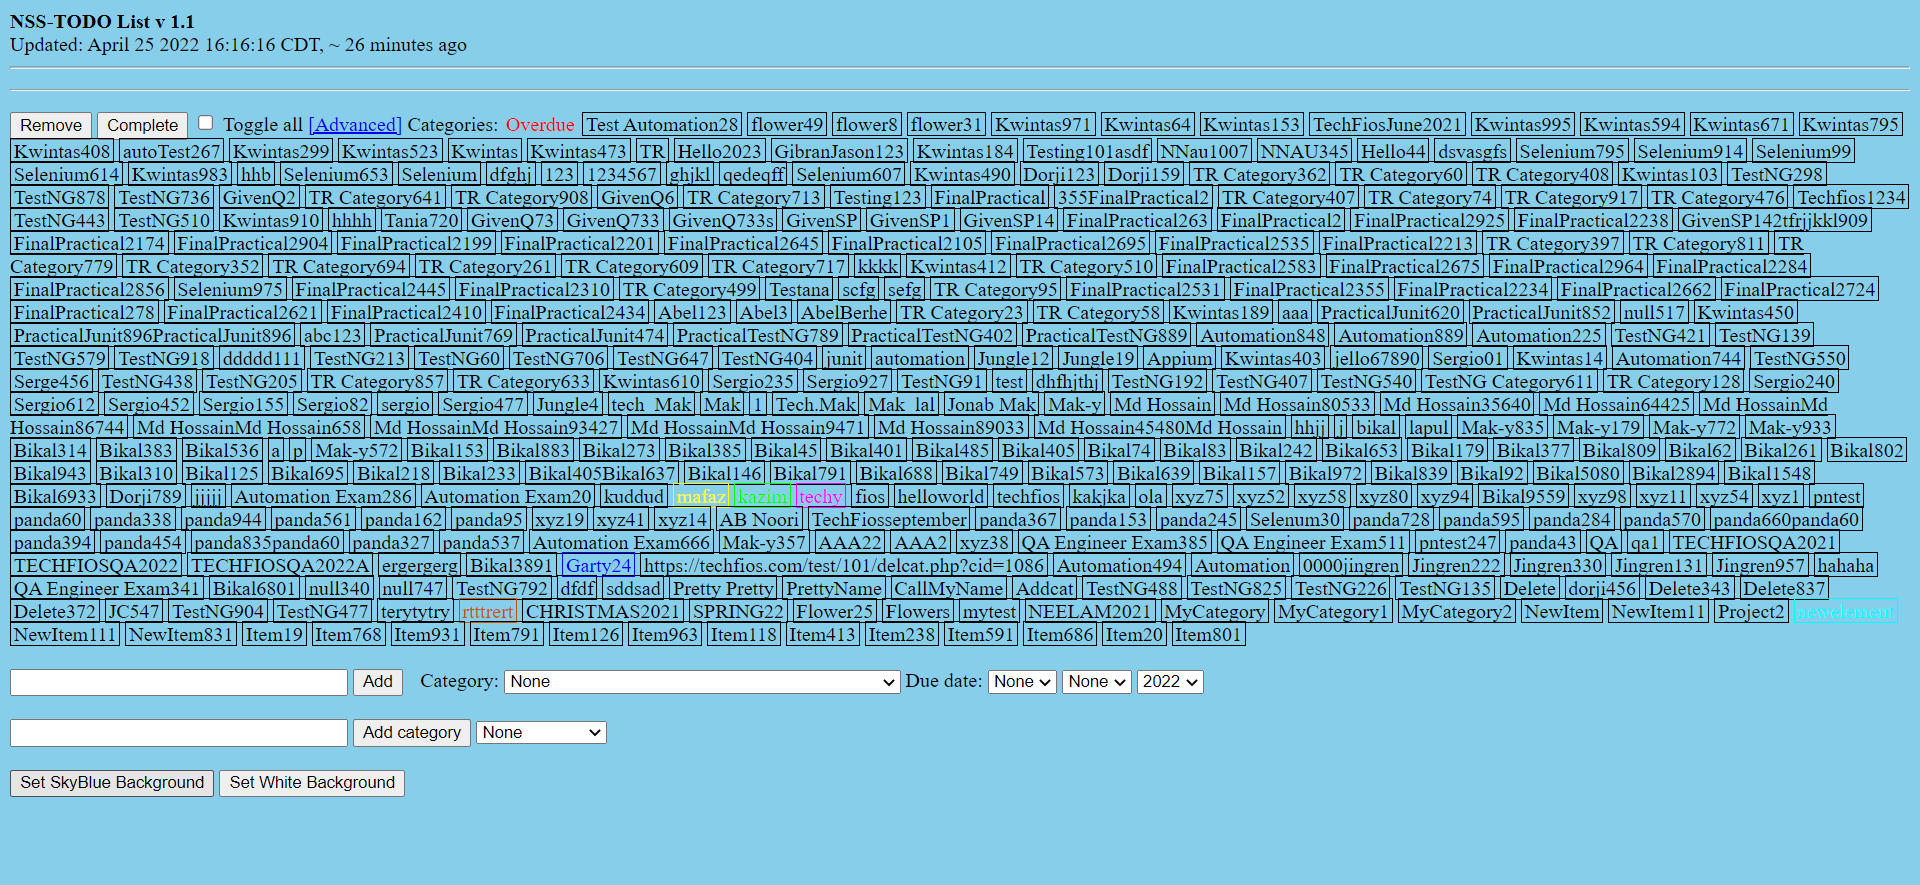 NSS-TODO List v 1.1
Updated: April 25 2022 16:16:16 CDT, ~ 26 minutes ago
Remove Complete Toggle all [Advanced] Categories: Overdue Test Automation28 flower49 flower8 flower31 Kwintas971 Kwintas64 Kwintas153 TechFiosJune2021 Kwintas995 Kwintas594 Kwintas671 Kwintas795
Kwintas408 autoTest267 Kwintas299 Kwintas523 Kwintas Kwintas473 TR Hello2023 GibranJason123 Kwintas184 Testing101asdf NNau1007 NNAU345 Hello44 dsvasgfs Selenium795 Selenium914 Selenium99
Selenium614 Kwintas983 hhb Selenium653 Selenium dfghj 123 1234567 ghjkl qedeqff Selenium607 Kwintas490 Dorji123 Dorji159 TR Category362 TR Category60 TR Category408 Kwintas103 TestNG298
TestNG878 TestNG736 GivenQ2 TR Category641 TR Category908 GivenQ6 TR Category713 Testing123 FinalPractical 355FinalPractical2 TR Category407 TR Category74 TR Category917 TR Category476 Techfios1234
TestNG443 TestNG510 Kwintas910 hhhh Tania720 GivenQ73 GivenQ733 GivenQ733s GivenSP GivenSP1 GivenSP14 FinalPractical263 FinalPractical2 FinalPractical2925 FinalPractical2238 GivenSP142tfrjjkkl909
FinalPractical2174 FinalPractical2904 FinalPractical2199 FinalPractical2201 FinalPractical2645 FinalPractical2105 FinalPractical2695 FinalPractical2535 FinalPractical2213 TR Category397 TR Category811 TR
Category779 TR Category352 TR Category694 TR Category261 TR Category609 TR Category717 kkkk Kwintas412 TR Category510 FinalPractical2583 FinalPractical2675 FinalPractical2964 FinalPractical2284
FinalPractical2856 Selenium975 FinalPractical2445 FinalPractical2310 TR Category499 Testana scfg sefg TR Category95 FinalPractical2531 FinalPractical2355 FinalPractical2234 FinalPractical2662 FinalPractical2724
FinalPractical278 FinalPractical2621 FinalPractical2410 FinalPractical2434 Abel123 Abel3 AbelBerhe TR Category23 TR Category58 Kwintas189 aaa PracticalJunit620 PracticalJunit852 null517 Kwintas450
PracticalJunit896PracticalJunit896 abc123 PracticalJunit769 PracticalJunit474 PracticalTestNG789 PracticalTestNG402 PracticalTestNG889 Automation848 Automation889 Automation225 TestNG421 TestNG139
TestNG579 TestNG918 ddddd111 TestNG213 TestNG60 TestNG706 TestNG647 TestNG404 junit automation Jungle12 Jungle19 Appium Kwintas403 jello67890 Sergio01 Kwintas14 Automation744 TestNG550
Serge456 TestNG438 TestNG205 TR Category857 TR Category633 Kwintas610 Sergio235 Sergio927 TestNG91 test dhfhjthj TestNG192 TestNG407 TestNG540 TestNG Category611 TR Category128 Sergio240
Sergio612 Sergio452 Sergio155 Sergio82 sergio Sergio477 Jungle4 tech_Mak Mak 1 Tech.Mak Mak_lal Jonab Mak Mak-y Md Hossain Md Hossain80533 Md Hossain35640 Md Hossain64425 Md HossainMd
Hossain86744 Md HossainMd Hossain658 Md HossainMd Hossain93427 Md HossainMd Hossain9471 Md Hossain89033 Md Hossain45480Md Hossain hhjj j bikal lapul Mak-y835 Mak-y179 Mak-y772 Mak-y933
Bikal314 Bikal383 Bikal536 a p Mak-y572 Bikal153 Bikal883 Bikal273 Bikal385 Bikal45 Bikal401 Bikal485 Bikal405 Bikal74 Bikal83 Bikal242 Bikal653 Bikal179 Bikal377 Bikal809 Bikal62 Bikal261 Bikal802
Bikal943 Bikal310 Bikal125 Bikal695 Bikal218 Bikal233 Bikal405Bikal637 Bikal146 Bikal791 Bikal688 Bikal749 Bikal573 Bikal639 Bikal157 Bikal972 Bikal839 Bikal92 Bikal5080 Bikal2894 Bikal1548
Bikal6933 Dorji789 jjjjj Automation Exam286 Automation Exam20 kuddud mafaz kazim techy fios helloworld techfios kakjka ola xyz75 xyz52 xyz58 xyz80 xyz94 Bikal9559 xyz98 xyz11 xyz54 xyz1 pntest
panda60 panda338 panda944 panda561 panda162 panda95 xyz19 xyz41 xyz14 AB Noori TechFiosseptember panda367 panda153 panda245 Selenum30 panda728 panda595 panda284 panda570 panda660panda60
panda394 panda454 panda835panda60 panda327 panda537 Automation Exam666 Mak-y357 AAA22 AAA2 xyz38 QA Engineer Exam385 QA Engineer Exam511 pntest247 panda43 QA qa1 TECHFIOSQA2021
TECHFIOSQA2022 TECHFIOSQA2022A ergergerg Bikal3891 Garty24 https://techfios.com/test/101/delcat.php?cid=1086 Automation494 Automation 0000jingren Jingren222 Jingren330 Jingren131 Jingren957 hahaha
QA Engineer Exam341 Bikal6801 null340 null747 TestNG792 dfdf sddsad Pretty Pretty PrettyName CallMyName Addcat TestNG488 TestNG825 TestNG226 TestNG135 Delete dorji456 Delete343 Delete837
Delete372 JC547 TestNG904 TestNG477 terytytry rtttrert CHRISTMAS2021 SPRING22 Flower25 Flowers mytest NEELAM2021 MyCategory MyCategory1 MyCategory2 NewItem NewItem11 Project2 newelement
NewItem111 NewItem831 Item19 Item768 Item931 Item791 Item126 Item963 Item118 Item413 Item238 Item591 Item686 Item20 Item801
Add Category: None Due date: None None 2022
Add category None
Set SkyBlue Background Set White Background